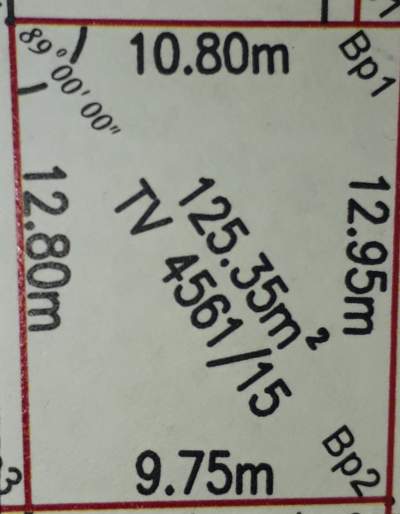 89°00'00"
10.80m
Bp1
12.80m
125.35m²
TV 4561/15
12.95m
9.75m
Bp2